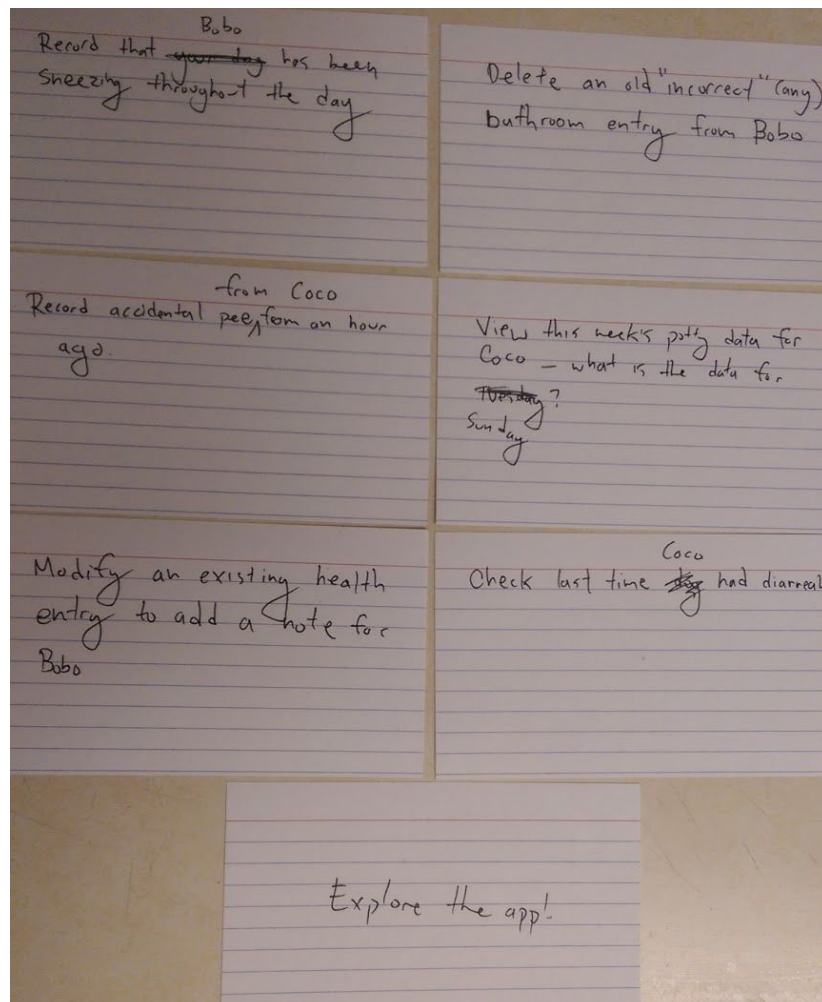 Bobo
Record that your dog has been
sneezing throughout the day
Delete an old "incorrect" (any)
bathroom entry from Bobo
from Coco
Record accidental pee from an hour
ago.
View this week's potty data for
Coco – what is the data for
Tuesday?
Sunday
Modify an existing health
entry to add a note for
Bobo
Coco
Check last time dog had diarreah
Explore the app!